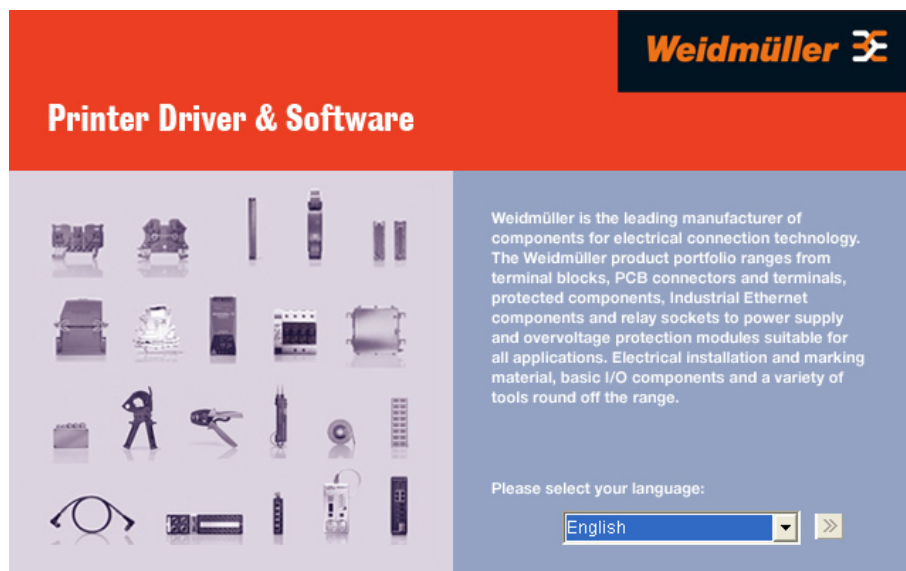 Weidmüller
Printer Driver & Software
Weidmüller is the leading manufacturer of
components for electrical connection technology.
The Weidmüller product portfolio ranges from
terminal blocks, PCB connectors and terminals,
protected components, Industrial Ethernet
components and relay sockets to power supply
and overvoltage protection modules suitable for
all applications. Electrical installation and marking
material, basic I/O components and a variety of
tools round off the range.
Please select your language:
English